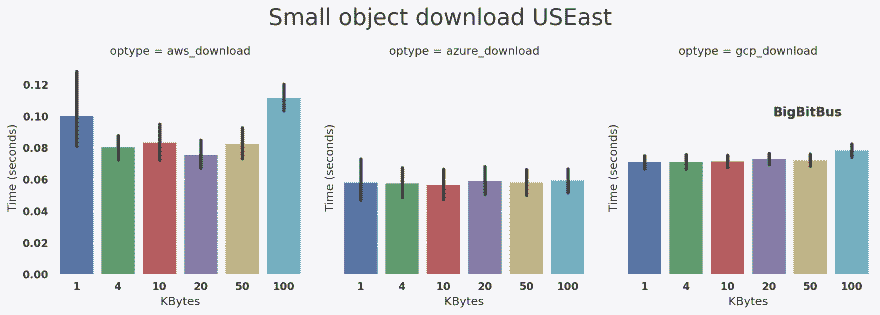 Small object download USEast
optype = aws_download
optype = azure_download
optype = gcp_download
BigBitBus
Time (seconds)
0.12
0.10
0.08
0.06
0.04
0.02
0.00
1 4 10 20 50 100
KBytes
Time (seconds)
1 4 10 20 50 100
KBytes
Time (seconds)
1 4 10 20 50 100
KBytes